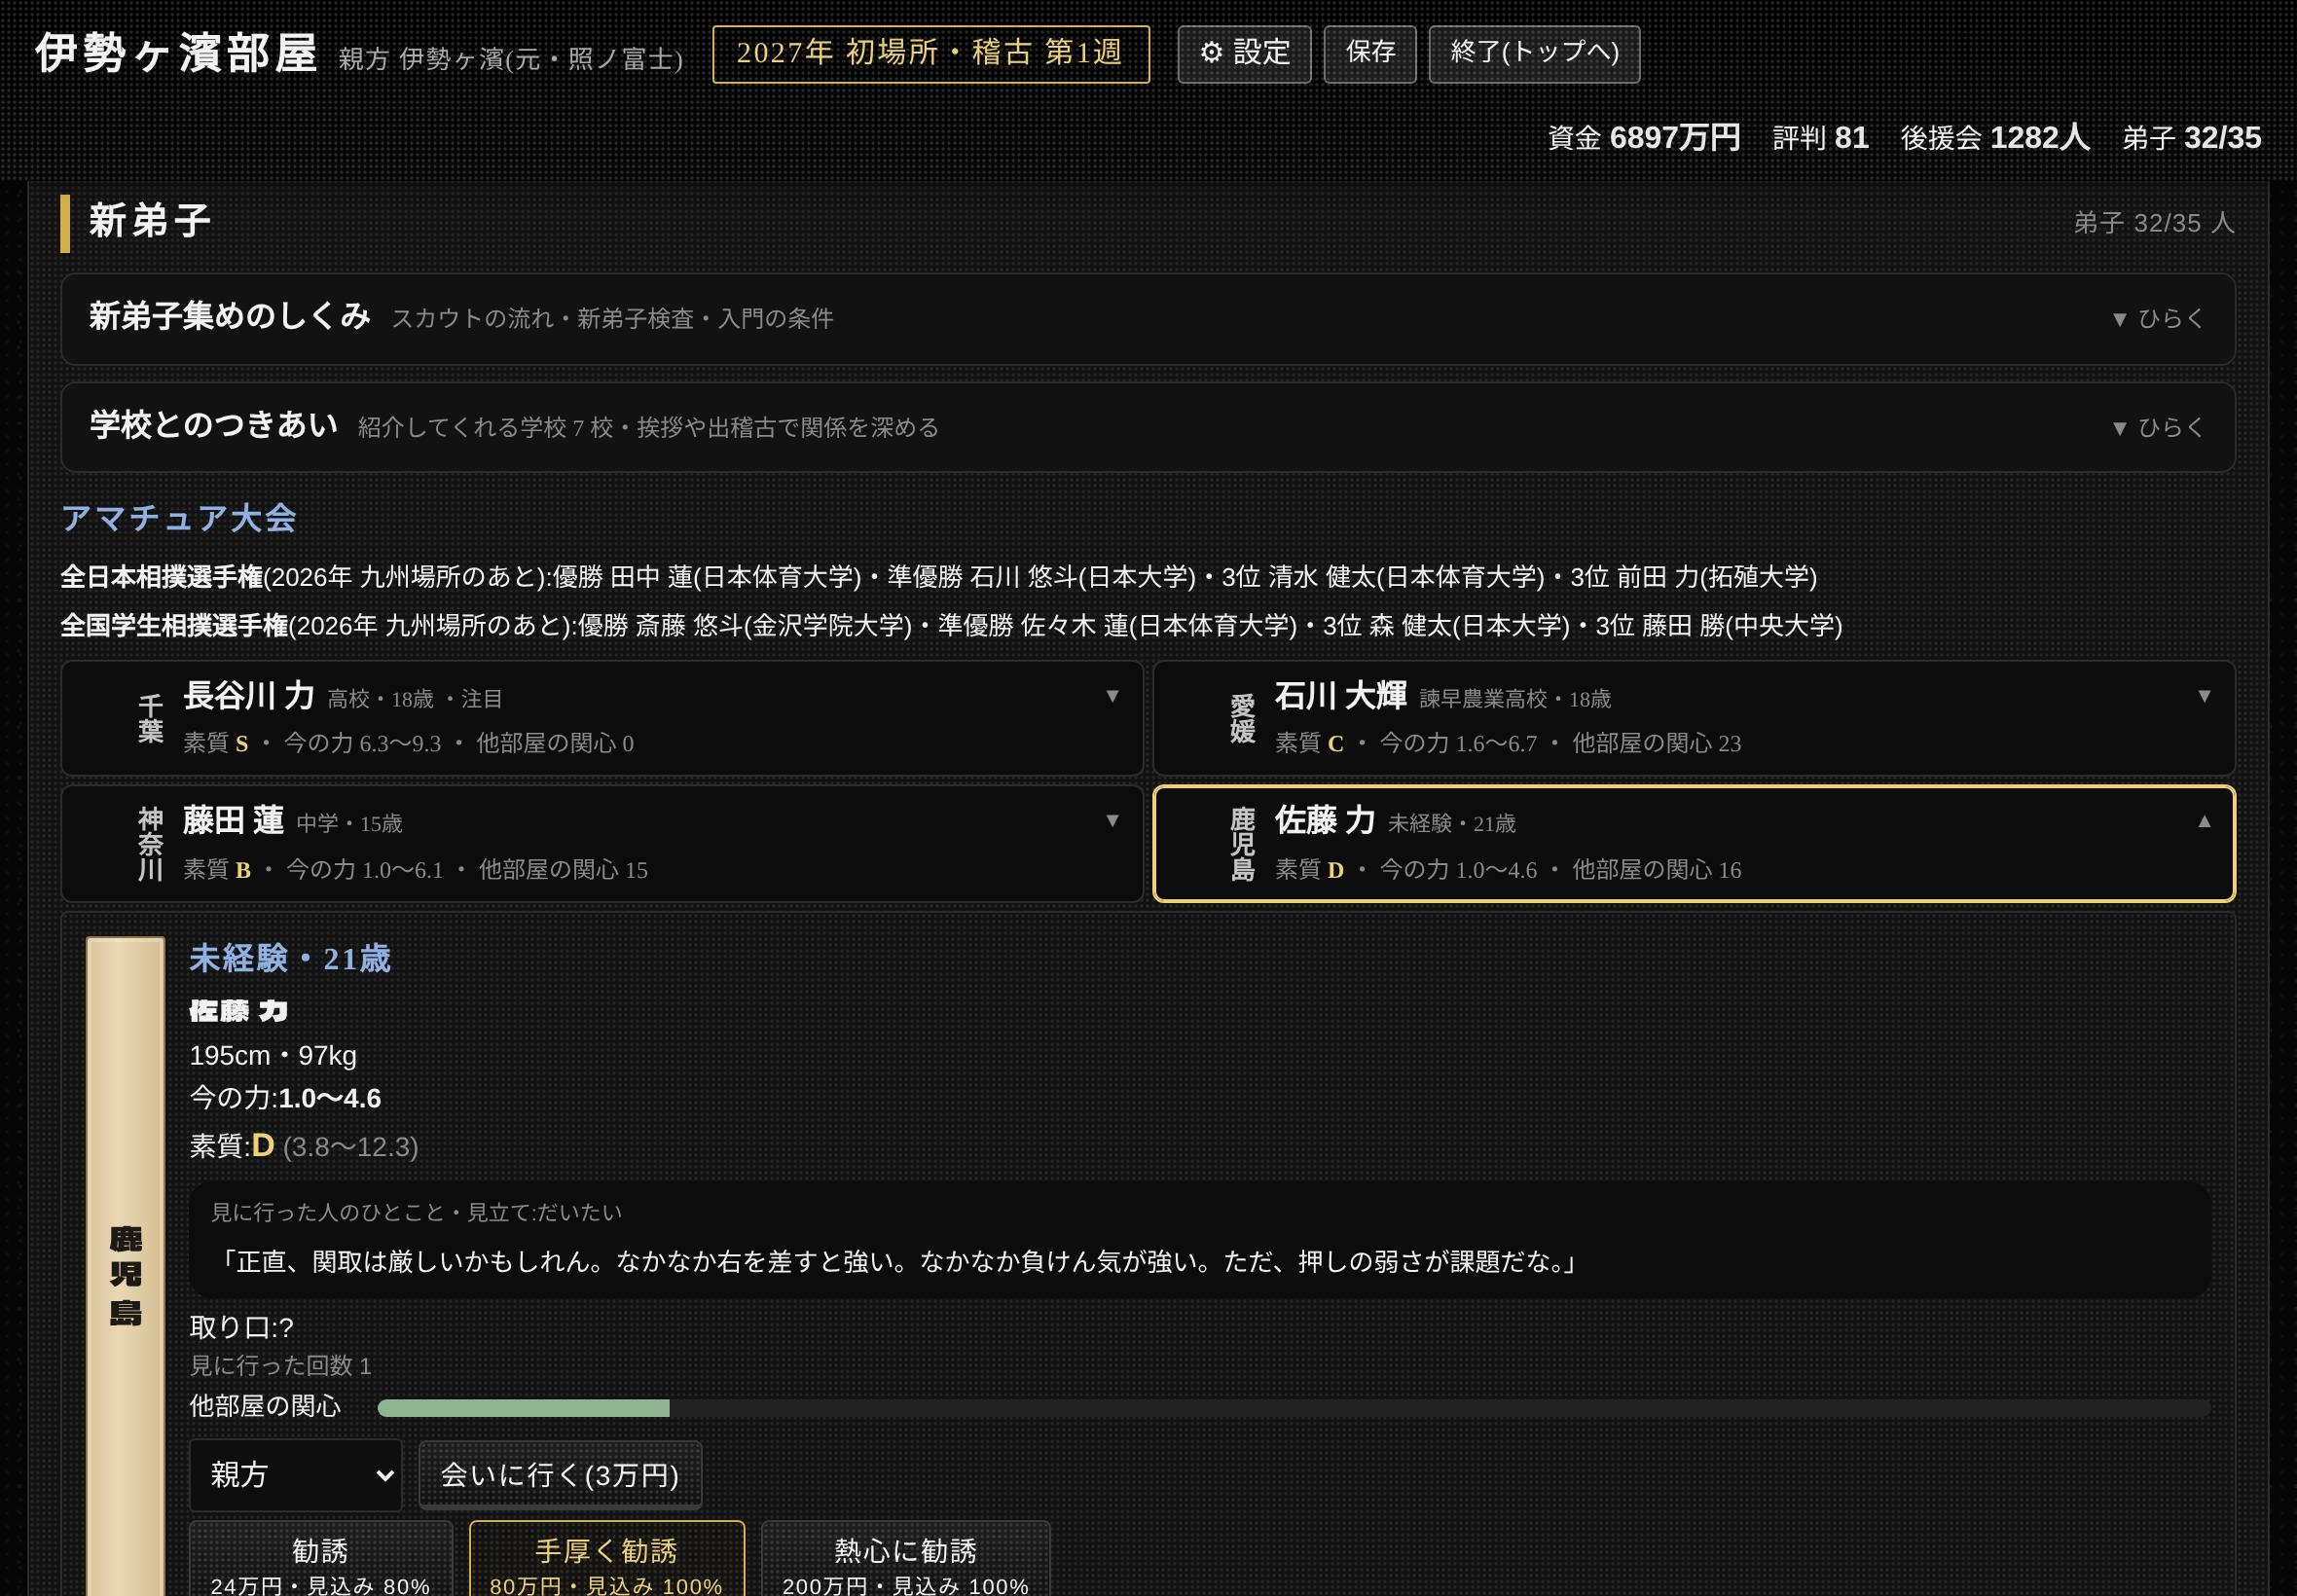 伊勢ヶ濱部屋 親方 伊勢ヶ濱(元・照ノ富士) 2027年 初場所・稽古 第1週 ⚙ 設定 保存 終了(トップへ)
資金 6897万円 評判 81 後援会 1282人 弟子 32/35
新弟子 弟子 32/35 人
新弟子集めのしくみ スカウトの流れ・新弟子検査・入門の条件 ▼ ひらく
学校とのつきあい 紹介してくれる学校 7 校・挨拶や出稽古で関係を深める ▼ ひらく
アマチュア大会
全日本相撲選手権(2026年 九州場所のあと):優勝 田中 蓮(日本体育大学)・準優勝 石川 悠斗(日本大学)・3位 清水 健太(日本体育大学)・3位 前田 力(拓殖大学)
全国学生相撲選手権(2026年 九州場所のあと):優勝 斎藤 悠斗(金沢学院大学)・準優勝 佐々木 蓮(日本体育大学)・3位 森 健太(日本大学)・3位 藤田 勝(中央大学)
千葉
長谷川 力 高校・18歳 ・注目 ▼
素質 S ・ 今の力 6.3〜9.3 ・ 他部屋の関心 0
愛媛
石川 大輝 諫早農業高校・18歳 ▼
素質 C ・ 今の力 1.6〜6.7 ・ 他部屋の関心 23
神奈川
藤田 蓮 中学・15歳 ▼
素質 B ・ 今の力 1.0〜6.1 ・ 他部屋の関心 15
鹿児島
佐藤 力 未経験・21歳 ▲
素質 D ・ 今の力 1.0〜4.6 ・ 他部屋の関心 16
鹿児島
未経験・21歳
佐藤 力
195cm・97kg
今の力:1.0〜4.6
素質:D (3.8〜12.3)
見に行った人のひとこと・見立て:だいたい
「正直、関取は厳しいかもしれん。なかなか右を差すと強い。なかなか負けん気が強い。ただ、押しの弱さが課題だな。」
取り口:?
見に行った回数 1
他部屋の関心
親方 会いに行く(3万円)
勧誘 手厚く勧誘 熱心に勧誘
24万円・見込み 80% 80万円・見込み 100% 200万円・見込み 100%